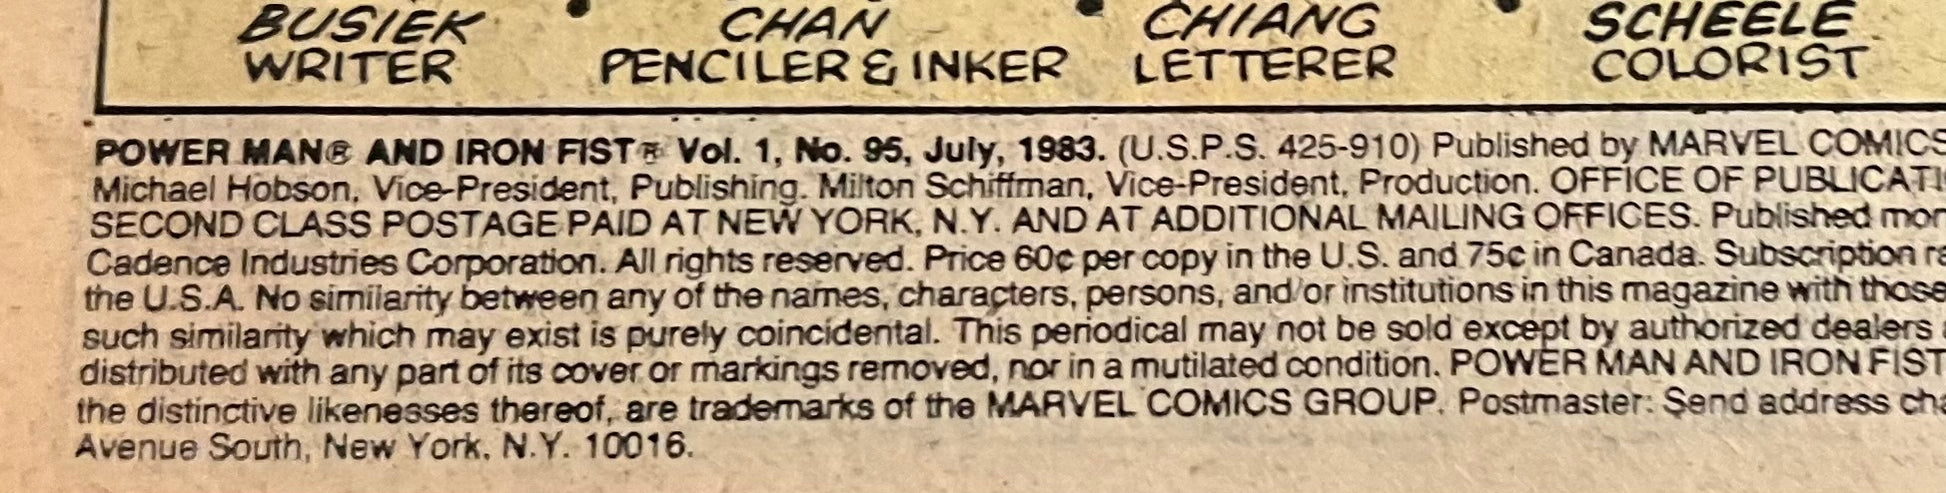 BUSIEK CHAN CHIANG SCHEELE
WRITER PENCILER & INKER LETTERER COLORIST
POWER MAN® AND IRON FIST® Vol. 1, No. 95, July, 1983. (U.S.P.S. 425-910) Published by MARVEL COMICS
Michael Hobson, Vice-President, Publishing. Milton Schiffman, Vice-President, Production. OFFICE OF PUBLICATI
SECOND CLASS POSTAGE PAID AT NEW YORK, N.Y. AND AT ADDITIONAL MAILING OFFICES. Published mon
Cadence Industries Corporation. All rights reserved. Price 60¢ per copy in the U.S. and 75¢ in Canada. Subscription ra
the U.S.A. No similarity between any of the names, characters, persons, and/or institutions in this magazine with those
such similarity which may exist is purely coincidental. This periodical may not be sold except by authorized dealers a
distributed with any part of its cover or markings removed, nor in a mutilated condition. POWER MAN AND IRON FIST
the distinctive likenesses thereof, are trademarks of the MARVEL COMICS GROUP. Postmaster: Send address cha
Avenue South, New York, N.Y. 10016.